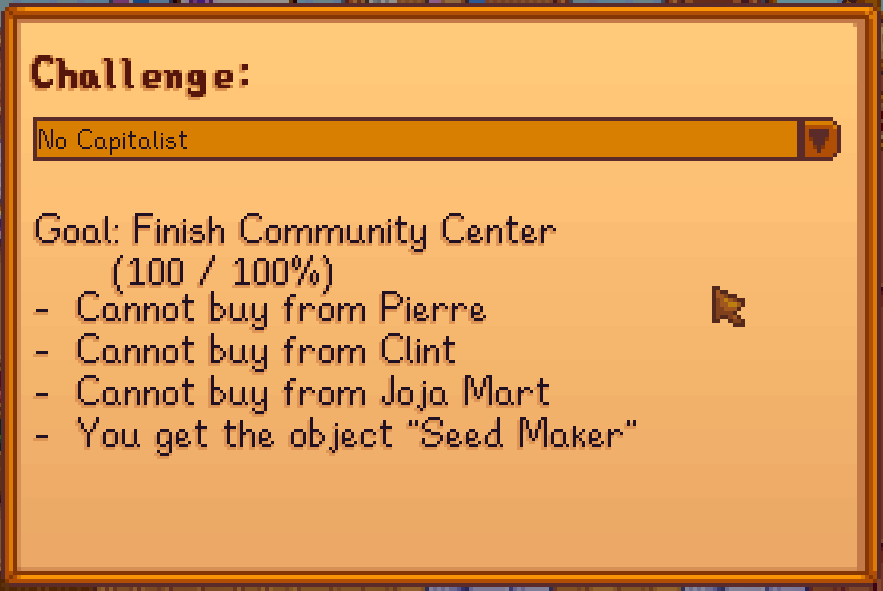 Challenge:
No Capitalist
Goal: Finish Community Center
(100 / 100%)
- Cannot buy from Pierre
- Cannot buy from Clint
- Cannot buy from Joja Mart
- You get the object "Seed Maker"